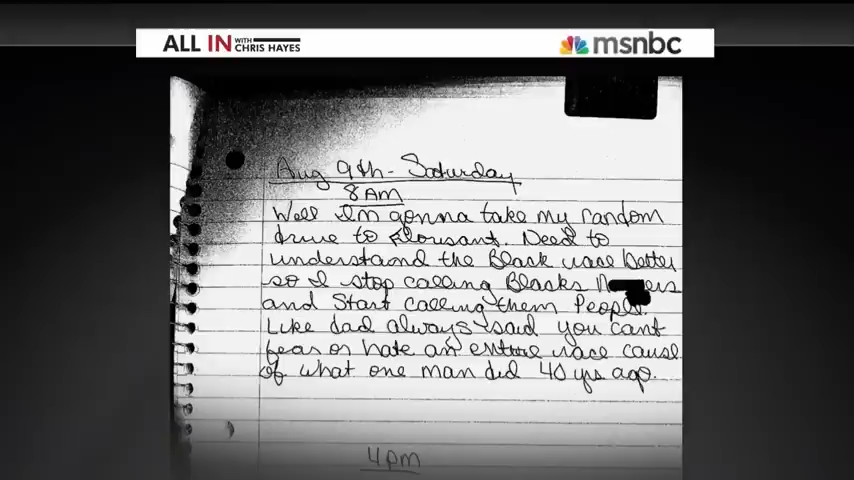 ALL IN WITH CHRIS HAYES
msnbc
Aug 9th - Saturday
8 AM
Well I'm gonna take my random
drive to Florisant. Need to
understand the Black race better
so I stop calling Blacks N ers
and Start calling them People.
Like dad always said you cant
fear or hate an entire race cause
of what one man did 40 yrs ago.
4pm